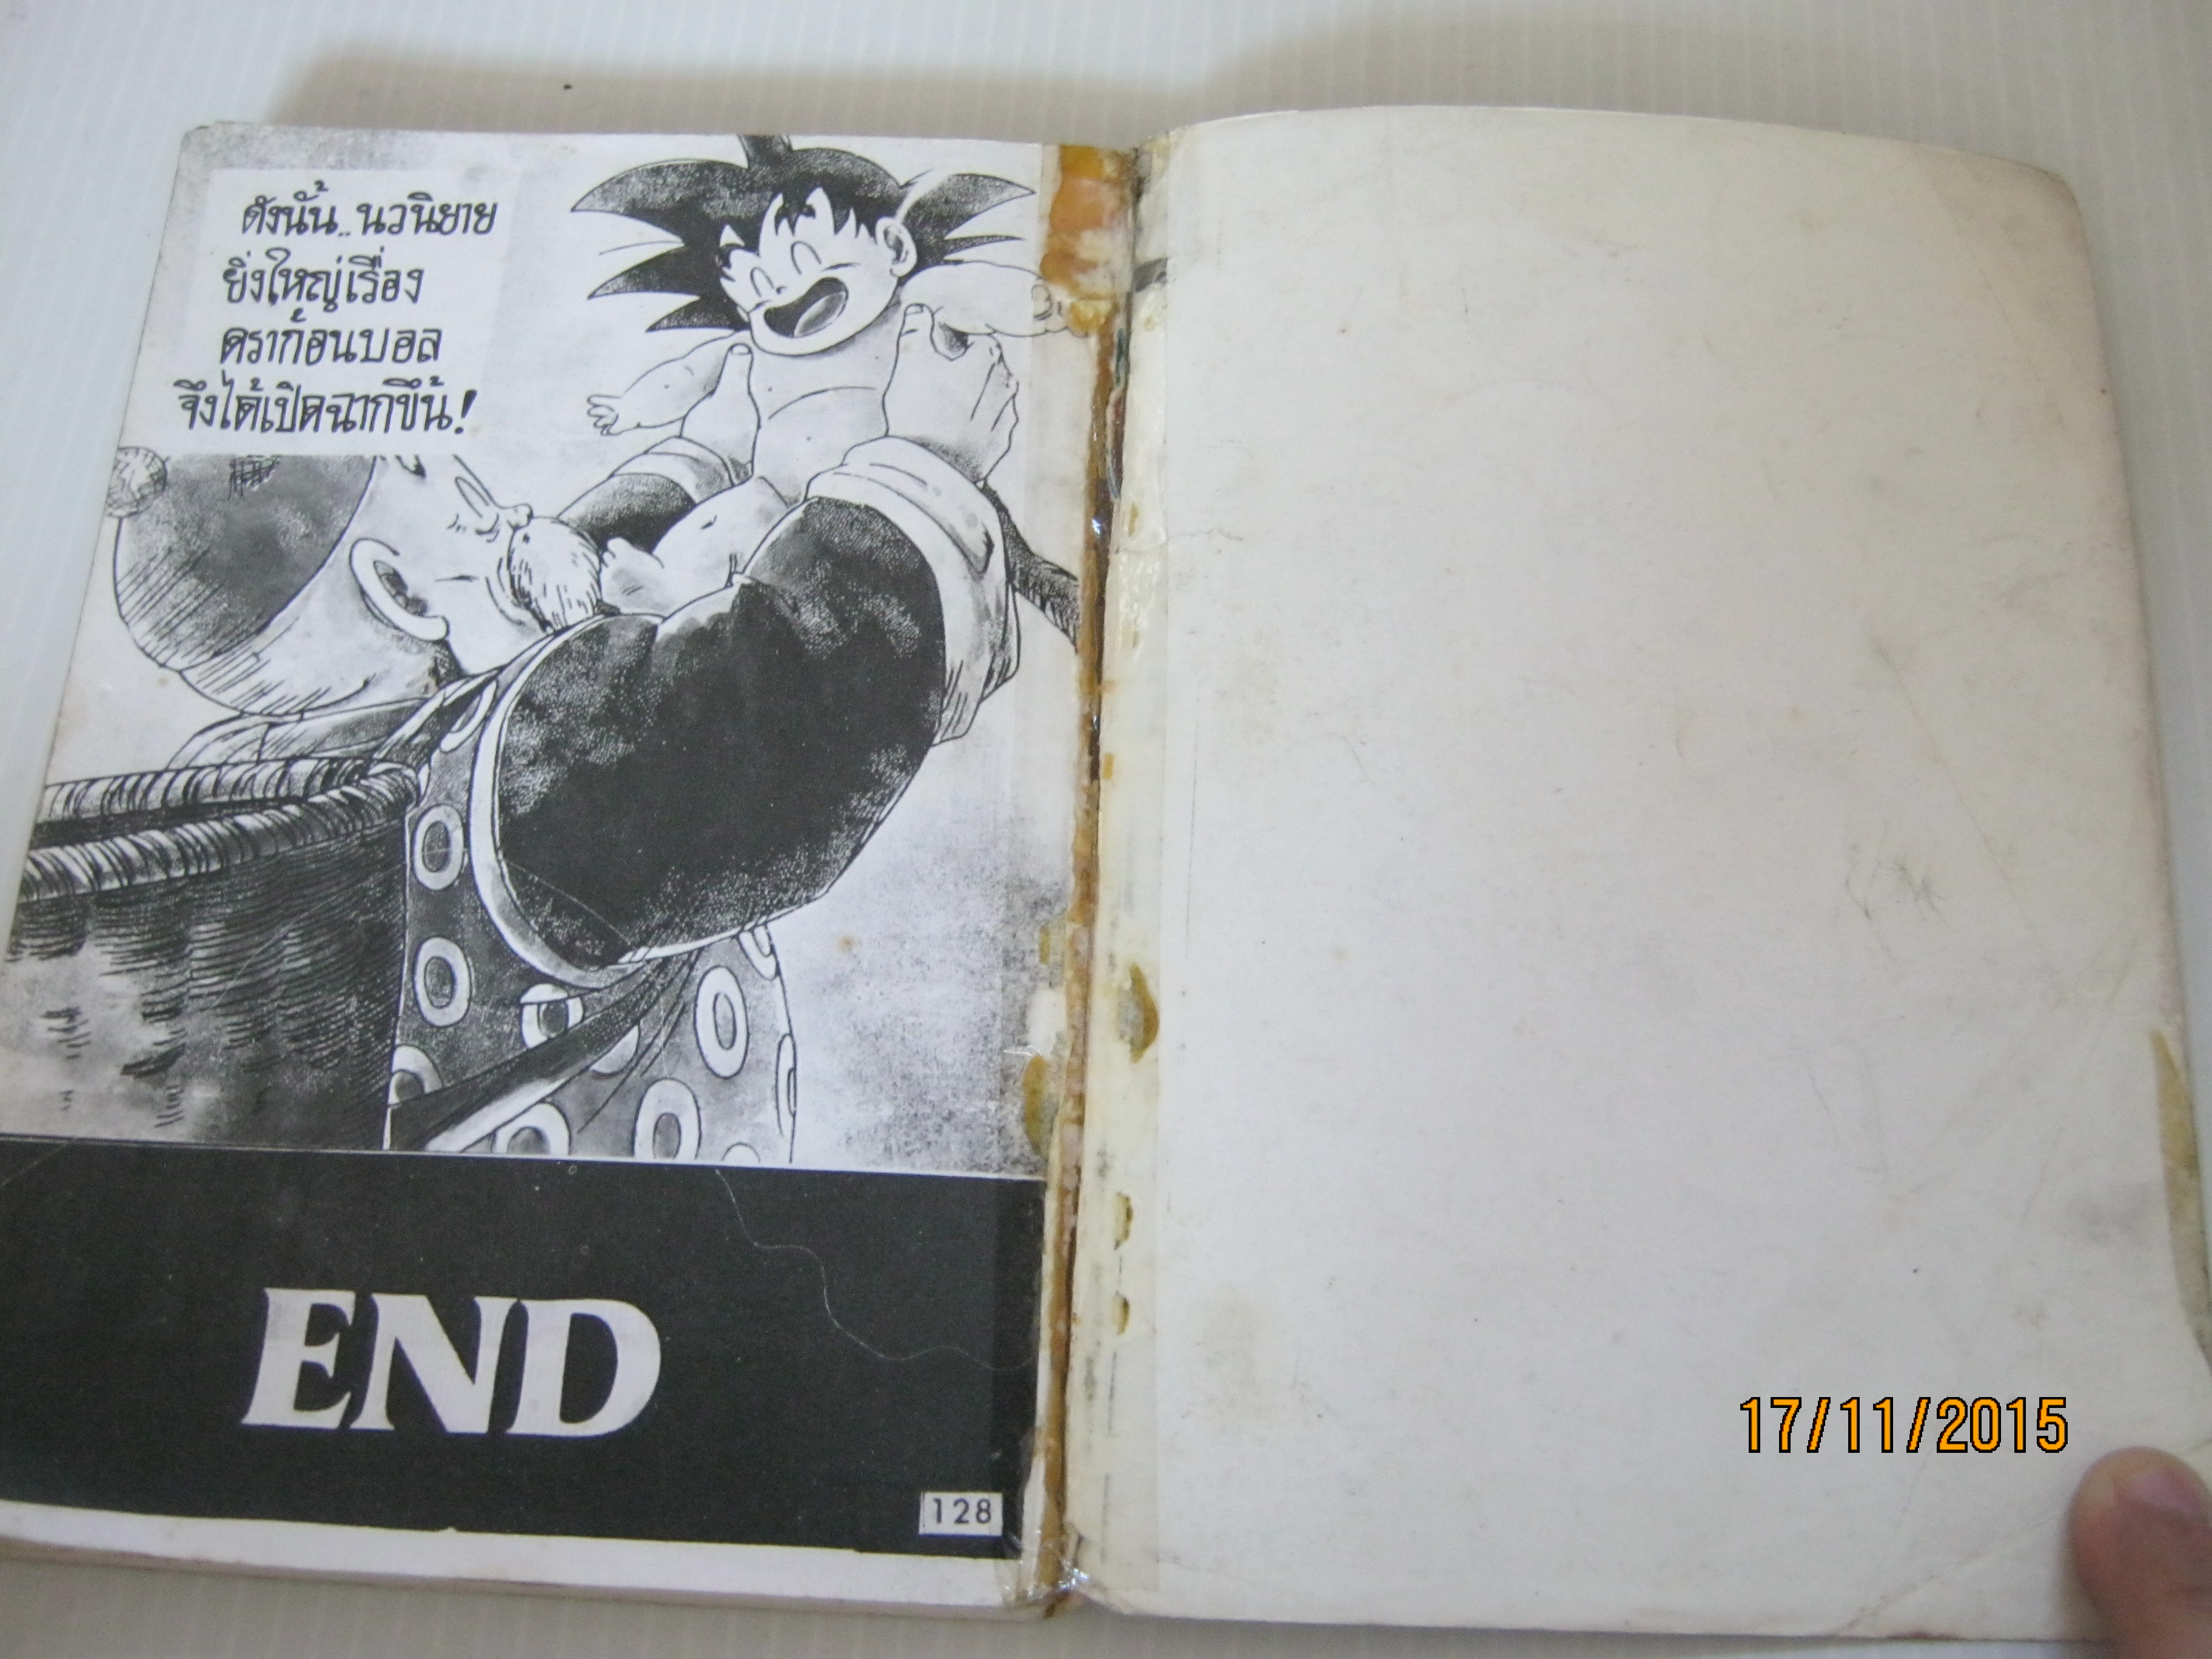 ดังนั้น..นวนิยาย
ยิ่งใหญ่เรื่อง
ดราก้อนบอล
จึงได้เปิดฉากขึ้น!
END
128
17/11/2015